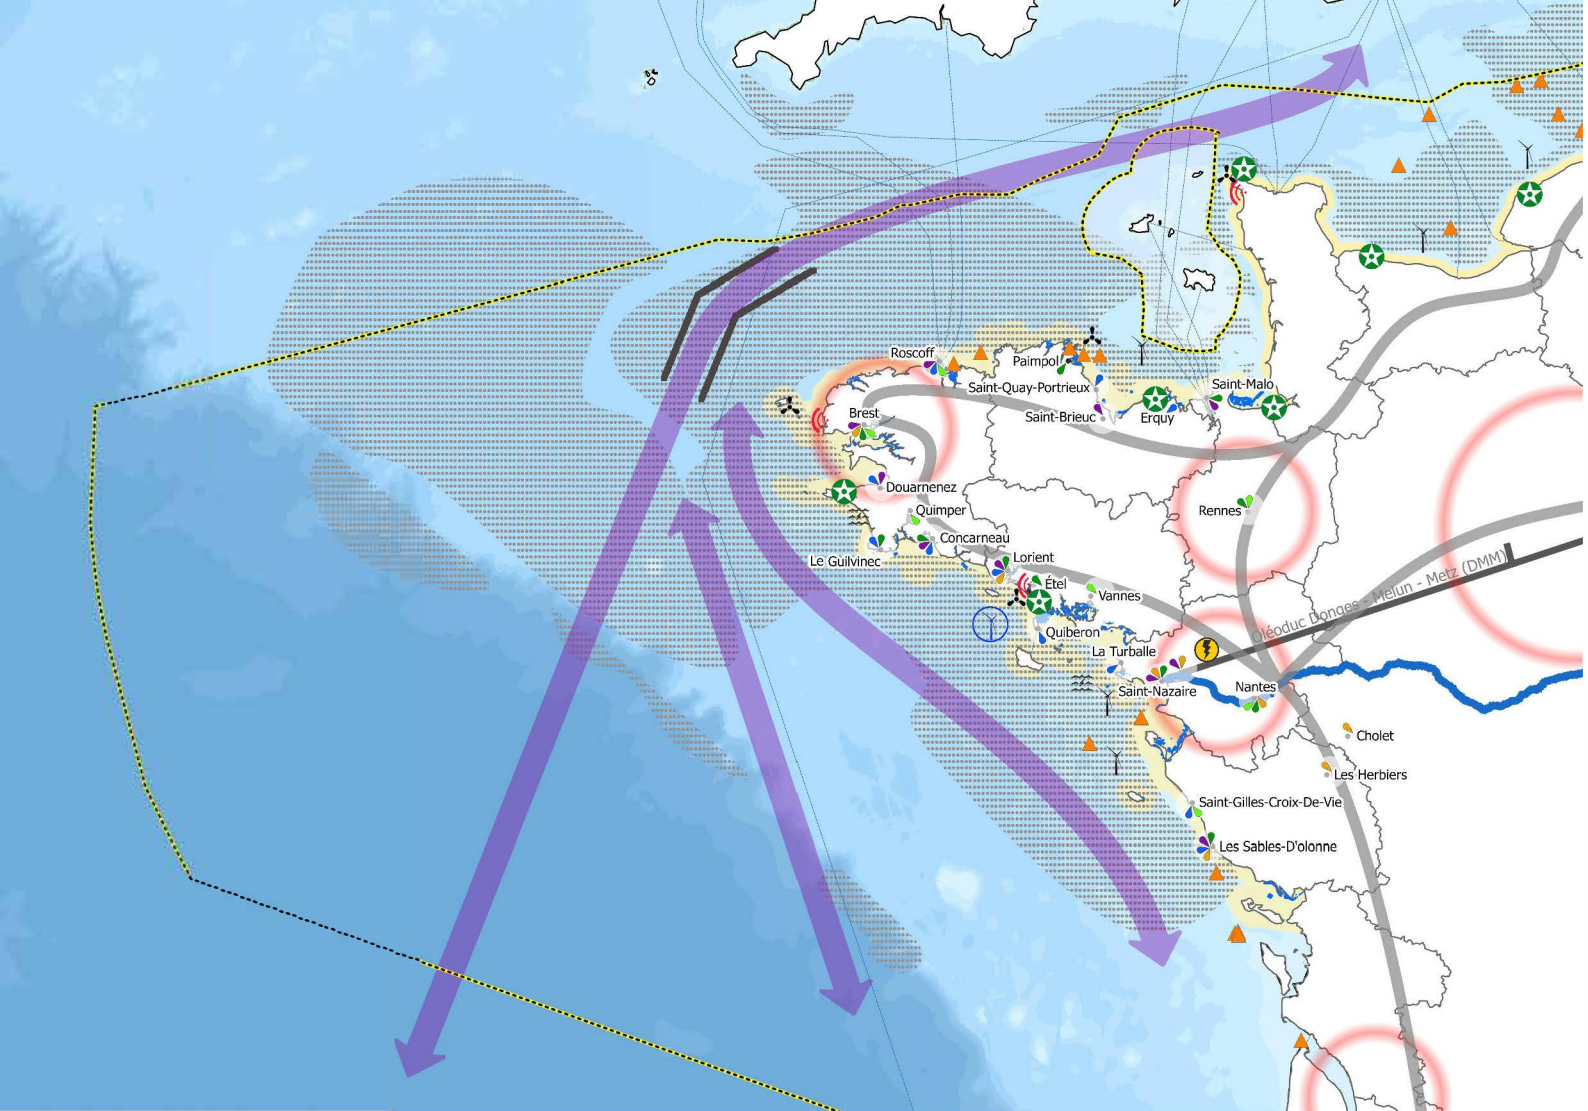 Roscoff
Paimpol
Saint-Quay-Portrieux
Saint-Malo
Brest
Saint-Brieuc
Erquy
Douarnenez
Quimper
Rennes
Concarneau
Le Guilvinec
Lorient
Étel
Vannes
Oléoduc Donges - Melun - Metz (DMM)
Quiberon
La Turballe
Saint-Nazaire
Nantes
Cholet
Les Herbiers
Saint-Gilles-Croix-De-Vie
Les Sables-D'olonne